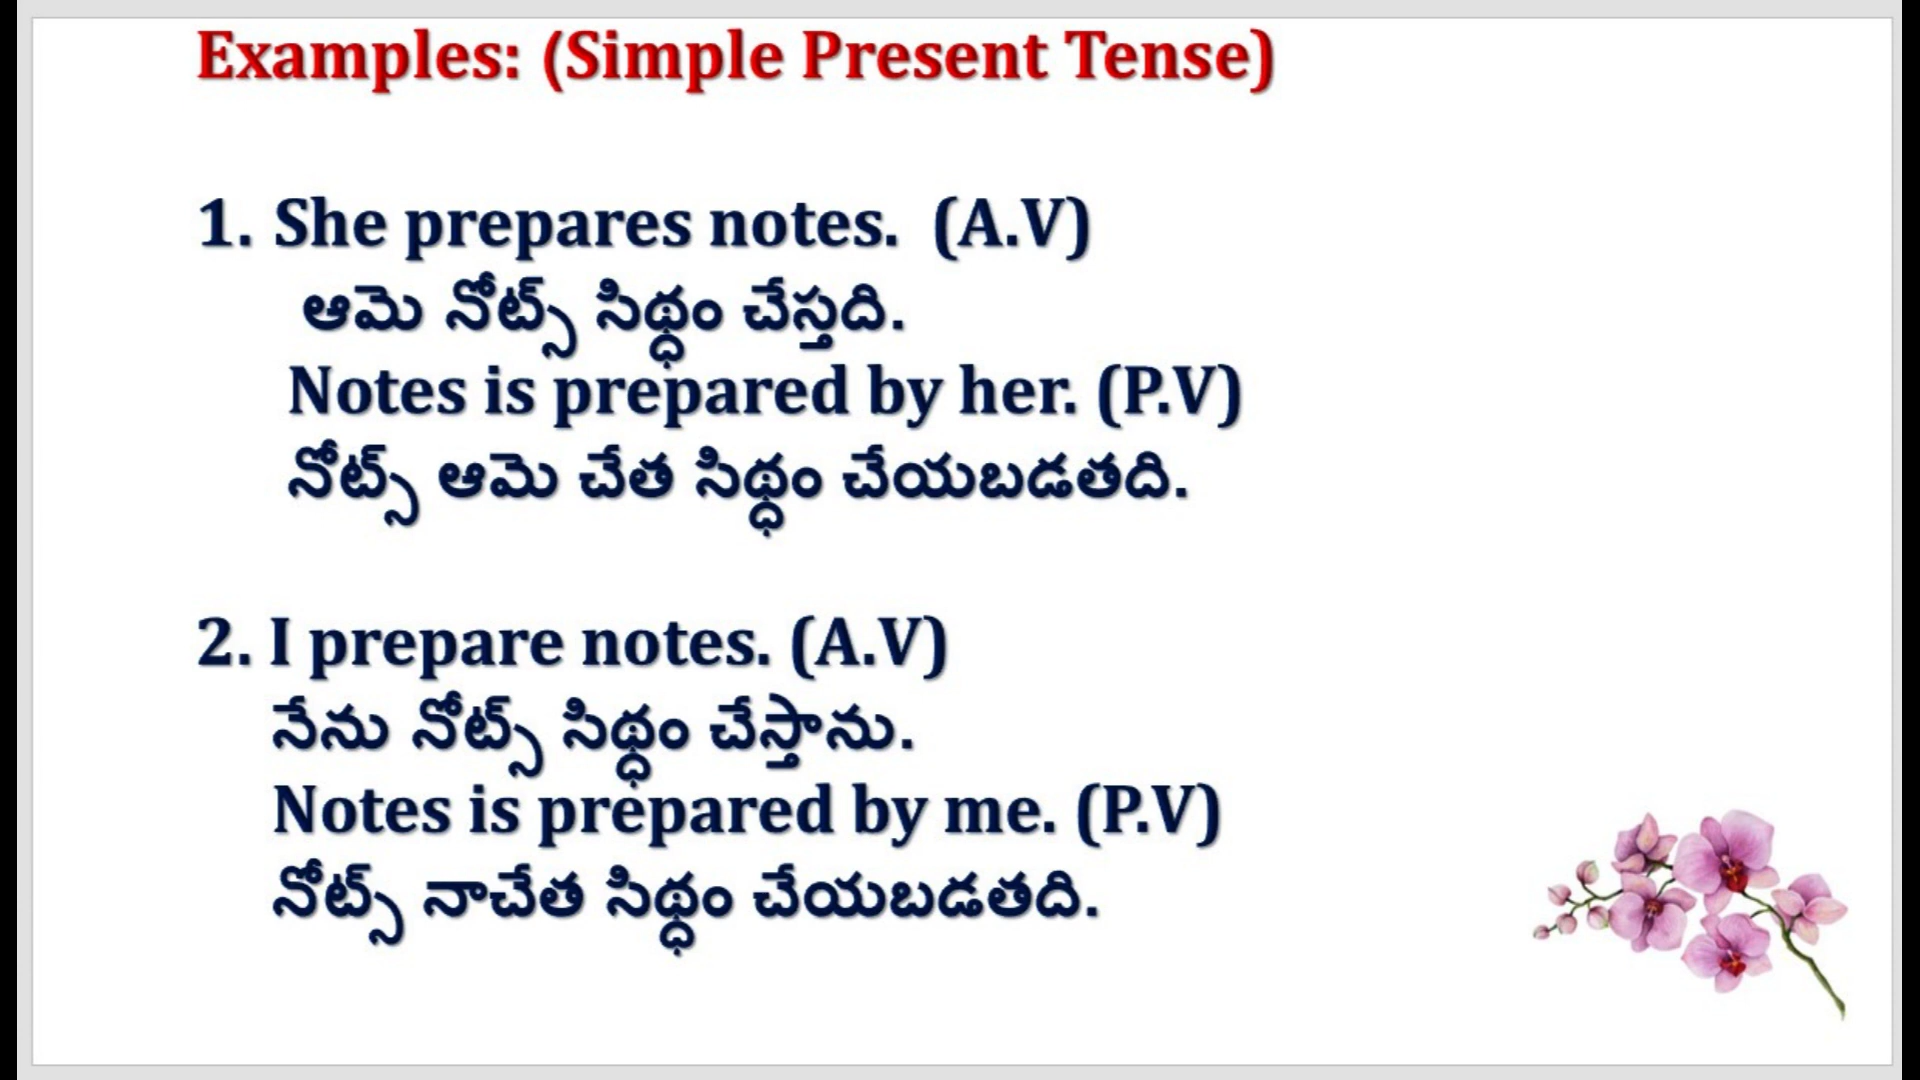 Examples: (Simple Present Tense)
1. She prepares notes. (A.V)
ఆమె నోట్స్ సిధ్ధం చేస్తది.
Notes is prepared by her. (P.V)
నోట్స్ ఆమె చేత సిధ్ధం చేయబడతది.
2. I prepare notes. (A.V)
నేను నోట్స్ సిధ్ధం చేస్తాను.
Notes is prepared by me. (P.V)
నోట్స్ నాచేత సిధ్ధం చేయబడతది.